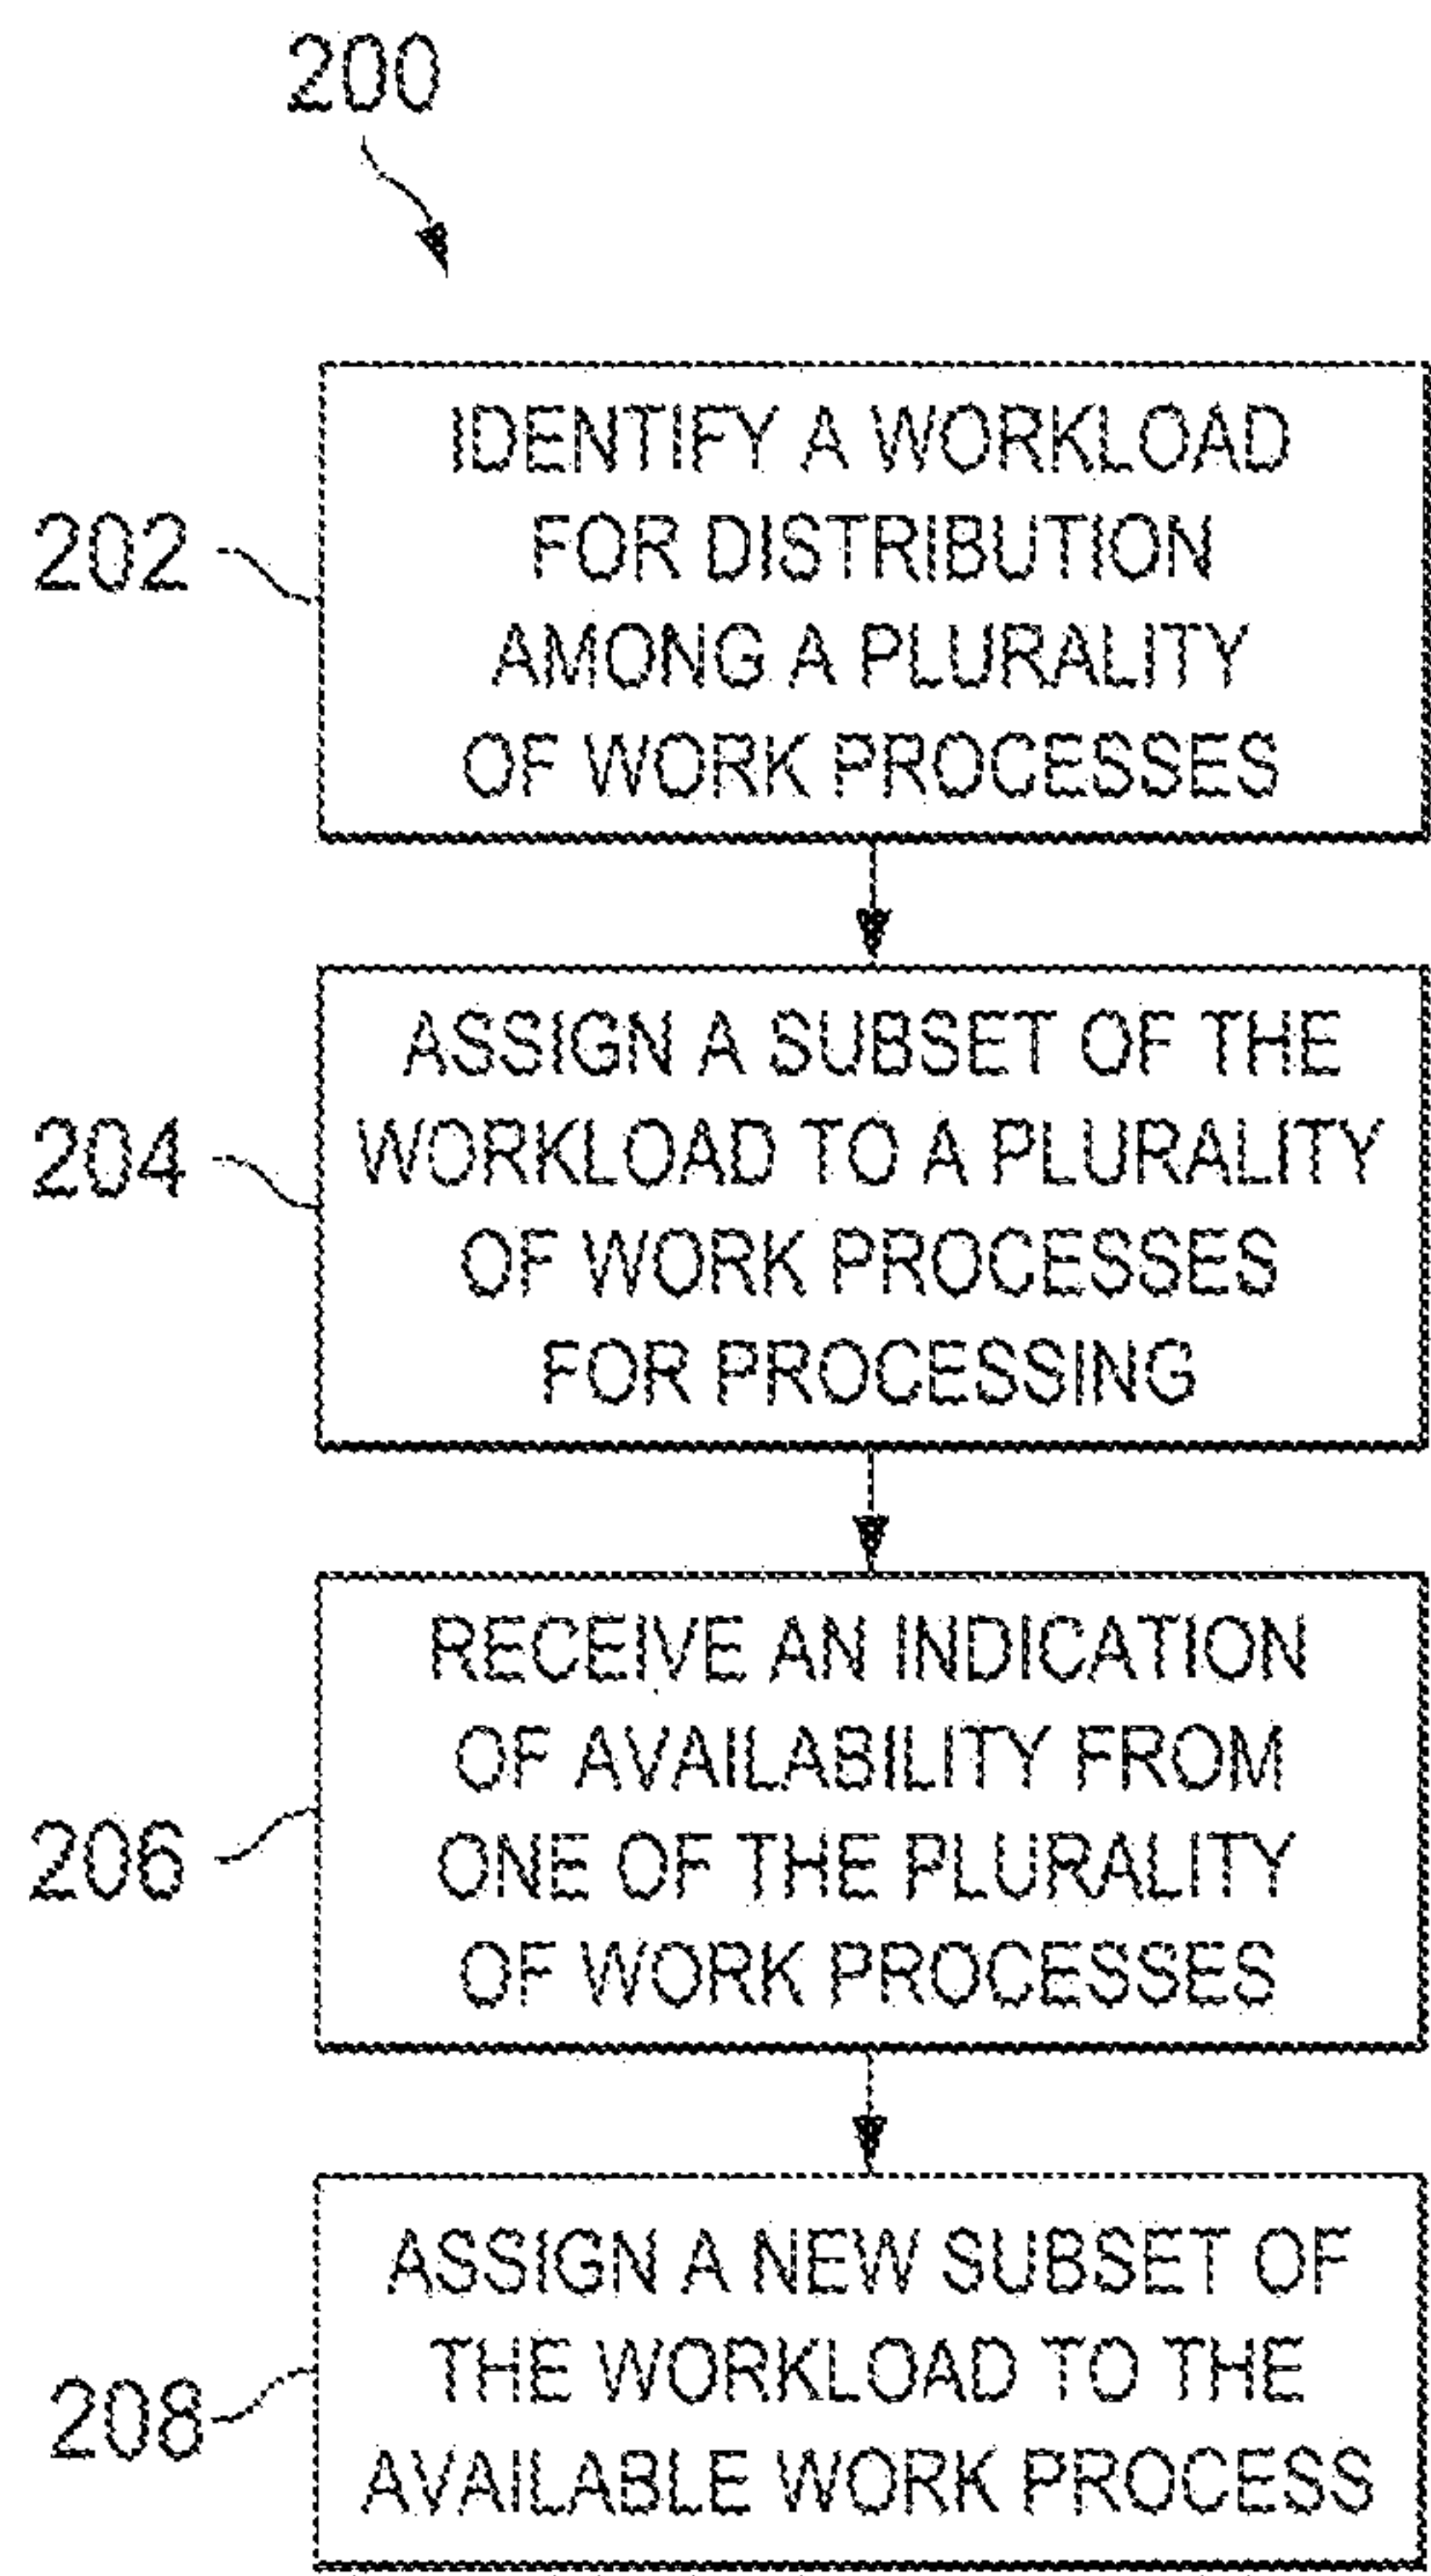 200
202
IDENTIFY A WORKLOAD
FOR DISTRIBUTION
AMONG A PLURALITY
OF WORK PROCESSES
204
ASSIGN A SUBSET OF THE
WORKLOAD TO A PLURALITY
OF WORK PROCESSES
FOR PROCESSING
206
RECEIVE AN INDICATION
OF AVAILABILITY FROM
ONE OF THE PLURALITY
OF WORK PROCESSES
208
ASSIGN A NEW SUBSET OF
THE WORKLOAD TO THE
AVAILABLE WORK PROCESS